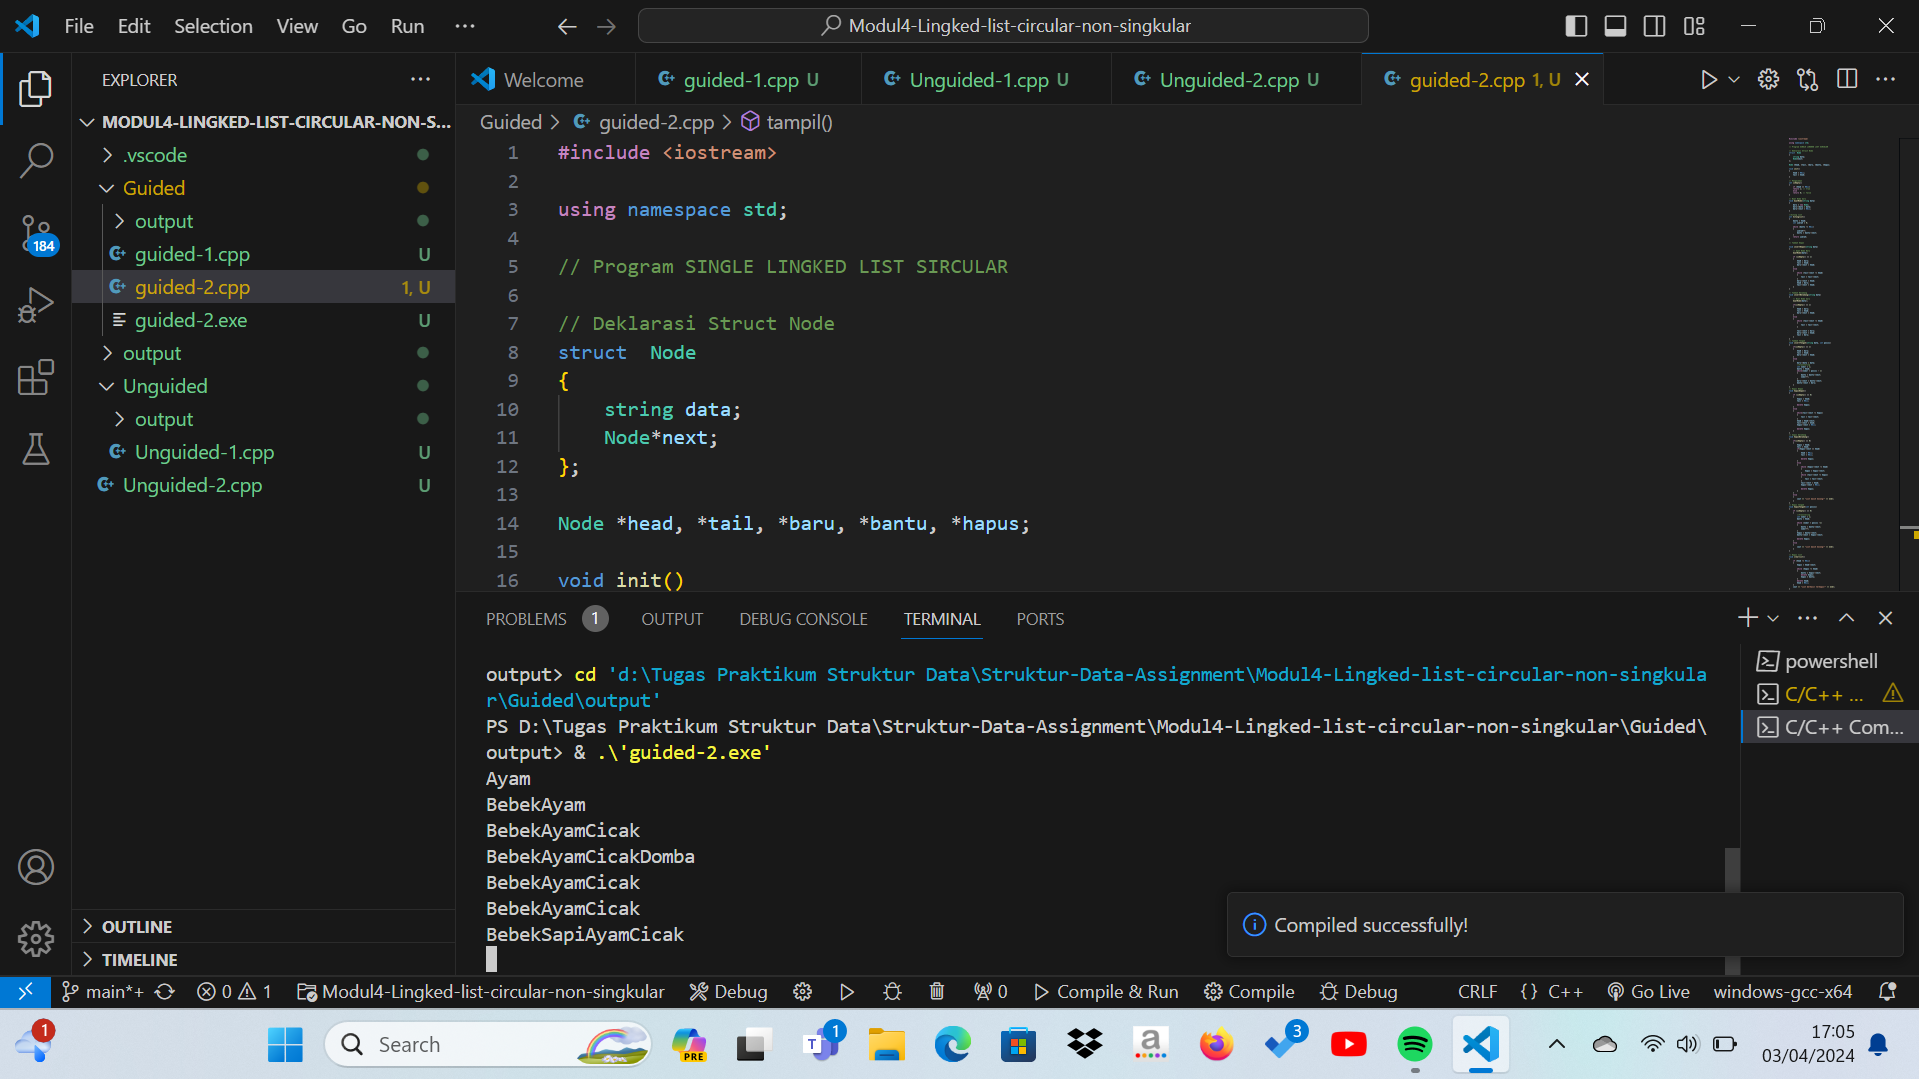 File Edit Selection View Go Run ···
Modul4-Lingked-list-circular-non-singkular
EXPLORER
Welcome
guided-1.cpp U
Unguided-1.cpp U
Unguided-2.cpp U
guided-2.cpp 1, U
MODUL4-LINGKED-LIST-CIRCULAR-NON-S...
.vscode
Guided
output
guided-1.cpp U
guided-2.cpp 1, U
guided-2.exe U
output
Unguided
output
Unguided-1.cpp U
Unguided-2.cpp U
184
OUTLINE
TIMELINE
Guided > guided-2.cpp > tampil()
1 #include <iostream>
2
3 using namespace std;
4
5 // Program SINGLE LINGKED LIST SIRCULAR
6
7 // Deklarasi Struct Node
8 struct  Node
9 {
10 string data;
11 Node*next;
12 };
13
14 Node *head, *tail, *baru, *bantu, *hapus;
15
16 void init()
PROBLEMS 1 OUTPUT DEBUG CONSOLE TERMINAL PORTS
output> cd 'd:\Tugas Praktikum Struktur Data\Struktur-Data-Assignment\Modul4-Lingked-list-circular-non-singkula
r\Guided\output'
PS D:\Tugas Praktikum Struktur Data\Struktur-Data-Assignment\Modul4-Lingked-list-circular-non-singkular\Guided\
output> & .\'guided-2.exe'
Ayam
BebekAyam
BebekAyamCicak
BebekAyamCicakDomba
BebekAyamCicak
BebekAyamCicak
BebekSapiAyamCicak
powershell
C/C++ ...
C/C++ Com...
Compiled successfully!
main*+ 0 1 Modul4-Lingked-list-circular-non-singkular Debug 0 Compile & Run Compile Debug CRLF {} C++ Go Live windows-gcc-x64
1
Search
PRE
1
3
17:05
03/04/2024